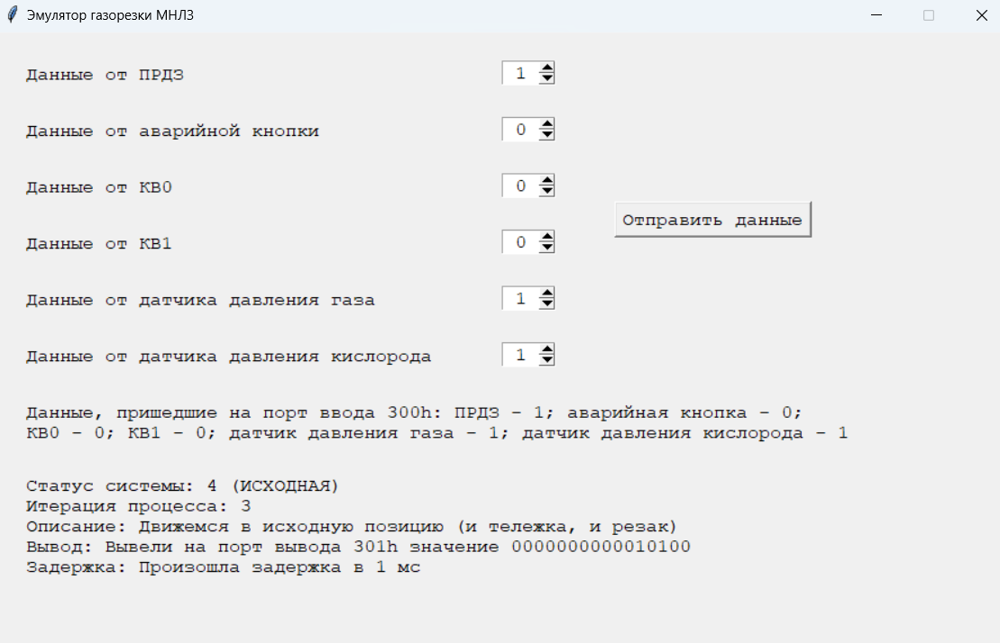 Эмулятор газорезки МНЛЗ
Данные от ПРДЗ 1
Данные от аварийной кнопки 0
Данные от КВ0 0
Отправить данные
Данные от КВ1 0
Данные от датчика давления газа 1
Данные от датчика давления кислорода 1
Данные, пришедшие на порт ввода 300h: ПРДЗ - 1; аварийная кнопка - 0;
КВ0 - 0; КВ1 - 0; датчик давления газа - 1; датчик давления кислорода - 1
Статус системы: 4 (ИСХОДНАЯ)
Итерация процесса: 3
Описание: Движемся в исходную позицию (и тележка, и резак)
Вывод: Вывели на порт вывода 301h значение 0000000000010100
Задержка: Произошла задержка в 1 мс